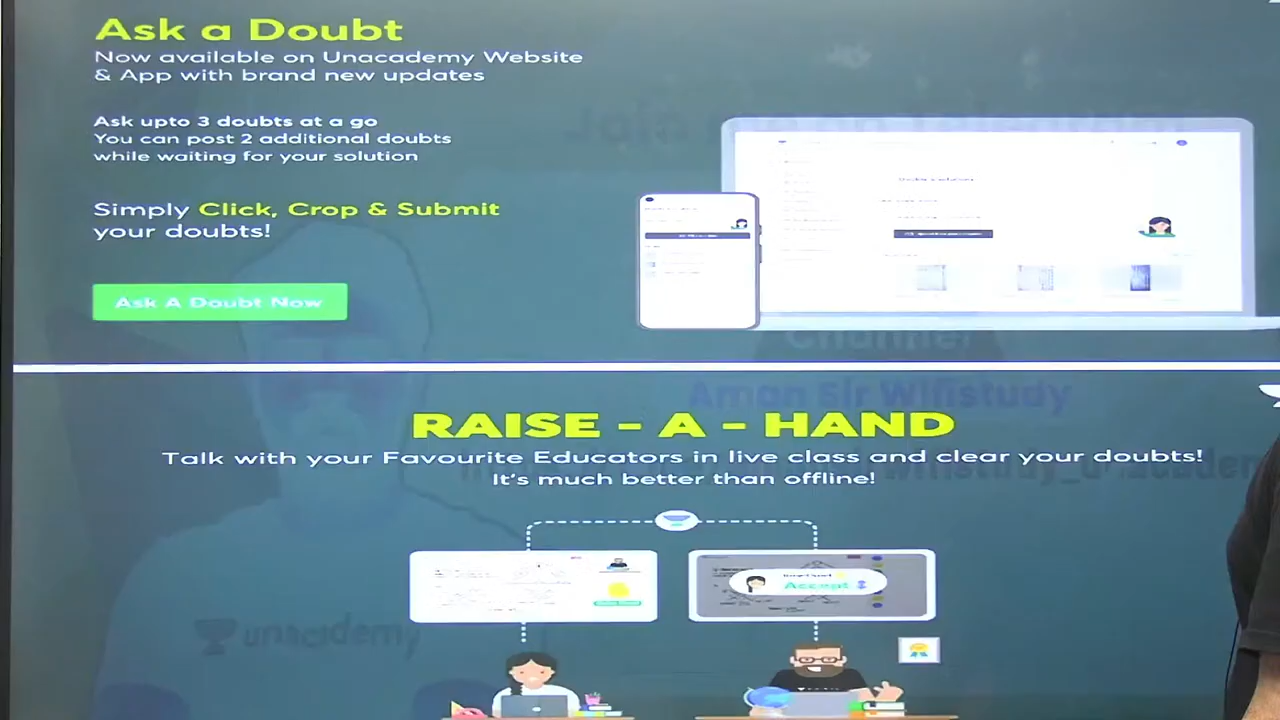 Ask a Doubt
Now available on Unacademy Website
& App with brand new updates
Ask upto 3 doubts at a go
You can post 2 additional doubts
while waiting for your solution
Simply Click, Crop & Submit
your doubts!
Ask A Doubt Now
Channel
Aman Sir Wifistudy
RAISE - A - HAND
Talk with your Favourite Educators in live class and clear your doubts!
It's much better than offline!
Accept
unacademy